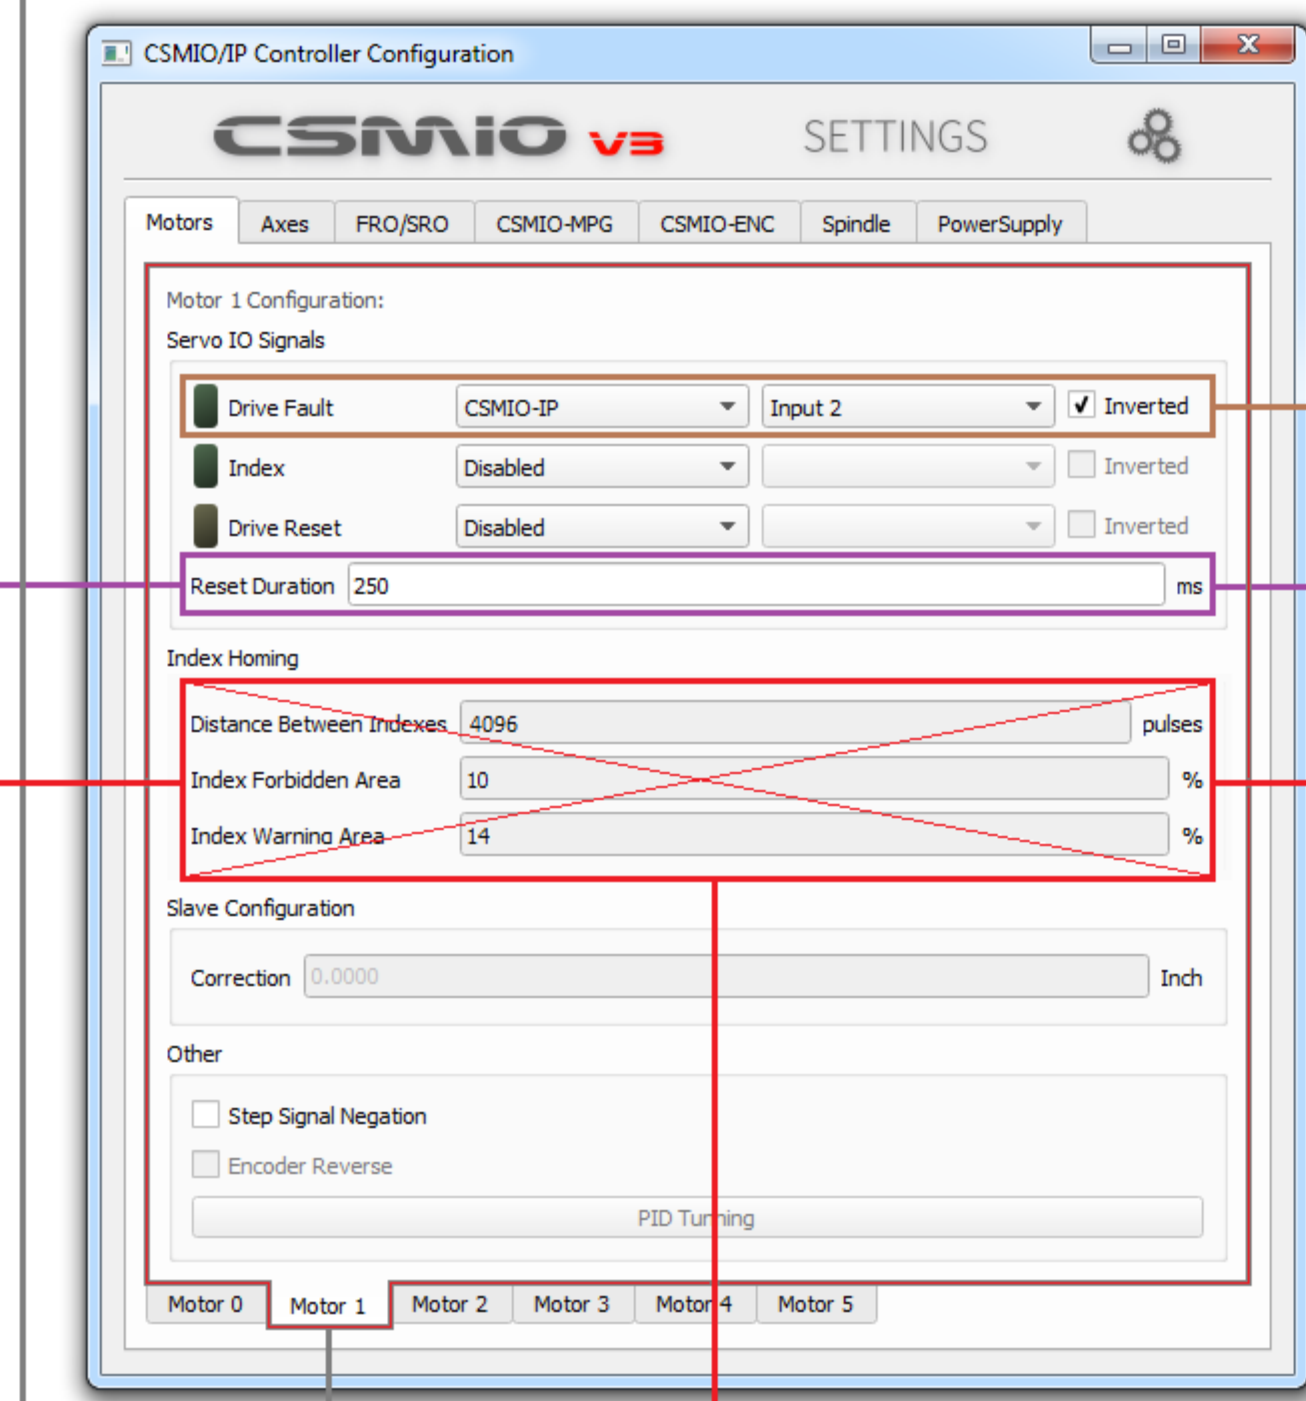 CSMIO/IP Controller Configuration
CSMIO V3 SETTINGS
Motors Axes FRO/SRO CSMIO-MPG CSMIO-ENC Spindle PowerSupply
Motor 1 Configuration:
Servo IO Signals
Drive Fault CSMIO-IP Input 2 Inverted
Index Disabled Inverted
Drive Reset Disabled Inverted
Reset Duration 250 ms
Index Homing
Distance Between Indexes 4096 pulses
Index Forbidden Area 10 %
Index Warning Area 14 %
Slave Configuration
Correction 0.0000 Inch
Other
Step Signal Negation
Encoder Reverse
PID Tunning
Motor 0 Motor 1 Motor 2 Motor 3 Motor 4 Motor 5